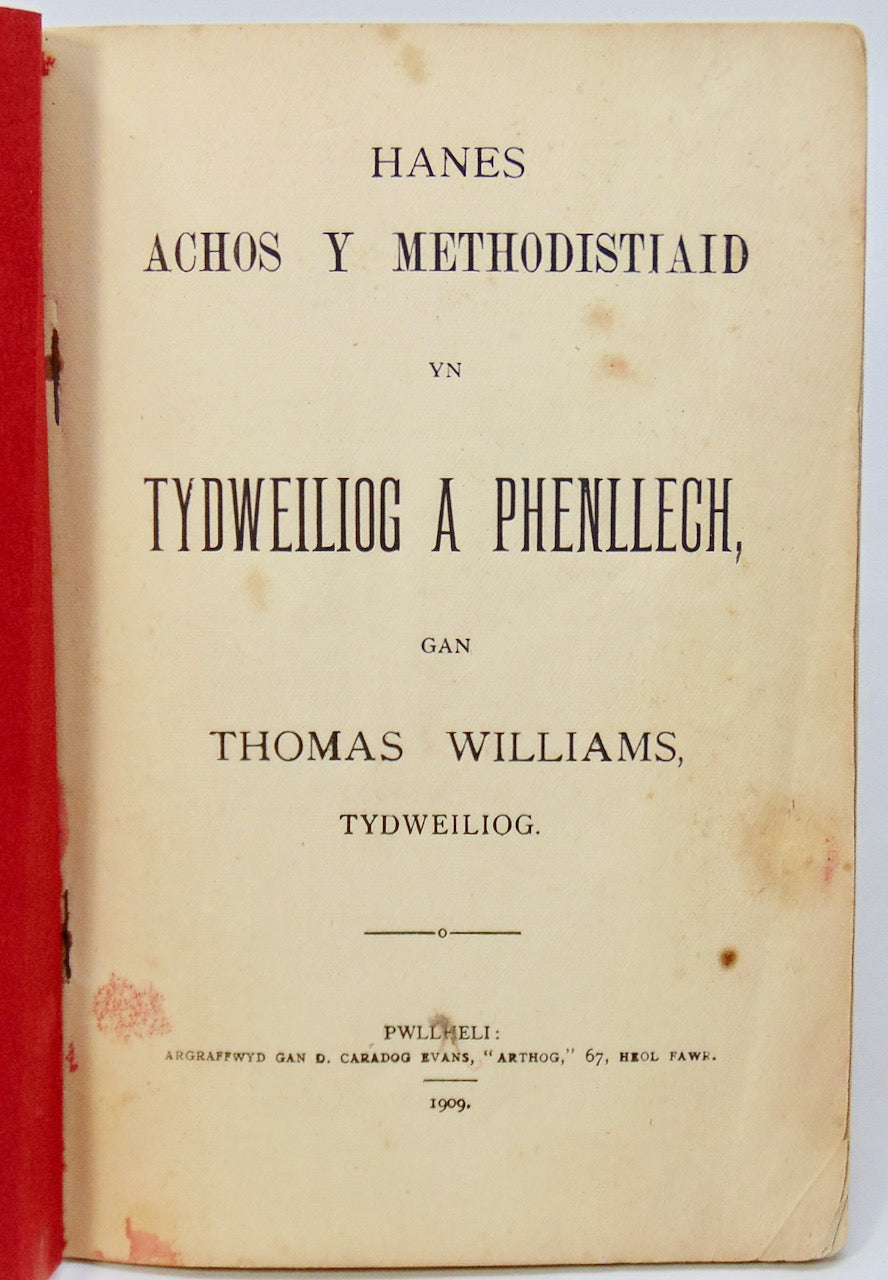 HANES
ACHOS Y METHODISTIAID
YN
TYDWEILIOG A PHENLLECH,
GAN
THOMAS WILLIAMS,
TYDWEILIOG.
PWLLHELI:
ARGRAFFWYD GAN D. CARADOG EVANS, "ARTHOG," 67, HEOL FAWR.
1909.